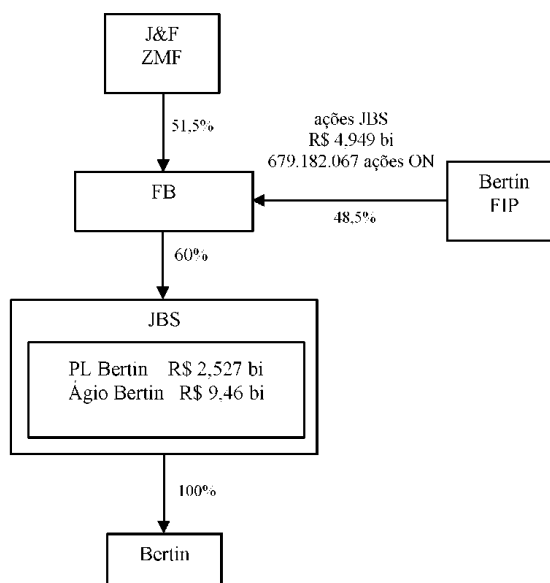 J&F
ZMF
51,5%
ações JBS
R$ 4,949 bi
679.182.067 ações ON
FB
Bertin
FIP
48,5%
60%
JBS
PL Bertin R$ 2,527 bi
Ágio Bertin R$ 9,46 bi
100%
Bertin